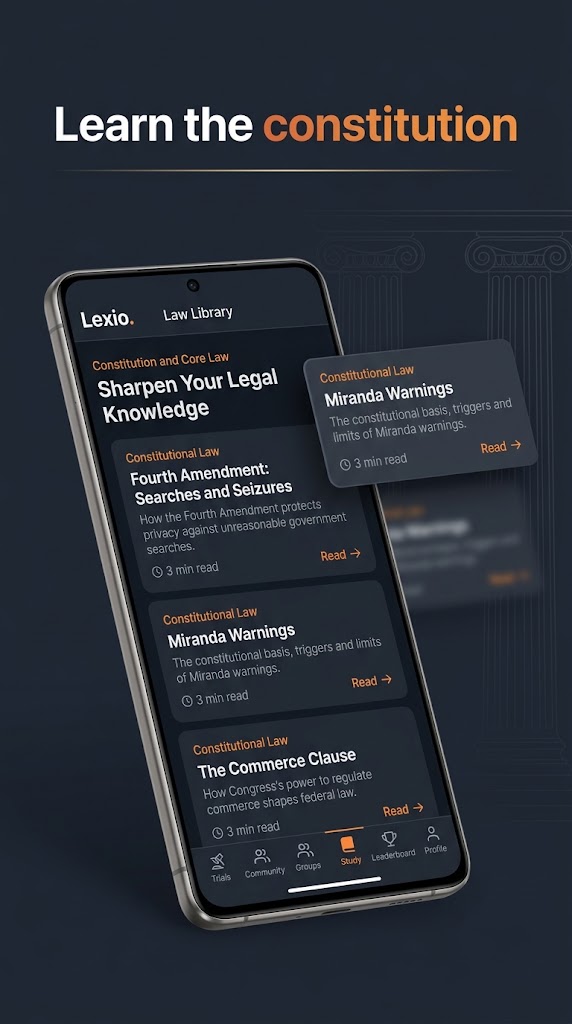 Learn the constitution
Lexio.
Law Library
Constitution and Core Law
Sharpen Your Legal
Knowledge
Constitutional Law
Fourth Amendment:
Searches and Seizures
How the Fourth Amendment protects
privacy against unreasonable government
searches.
3 min read
Read →
Constitutional Law
Miranda Warnings
The constitutional basis, triggers and limits
of Miranda warnings.
3 min read
Read →
Constitutional Law
The Commerce Clause
How Congress's power to regulate
commerce shapes federal law.
3 min read
Read →
Trials
Community
Groups
Study
Leaderboard
Profile
Constitutional Law
Miranda Warnings
The constitutional basis, triggers and
limits of Miranda warnings.
3 min read
Read →